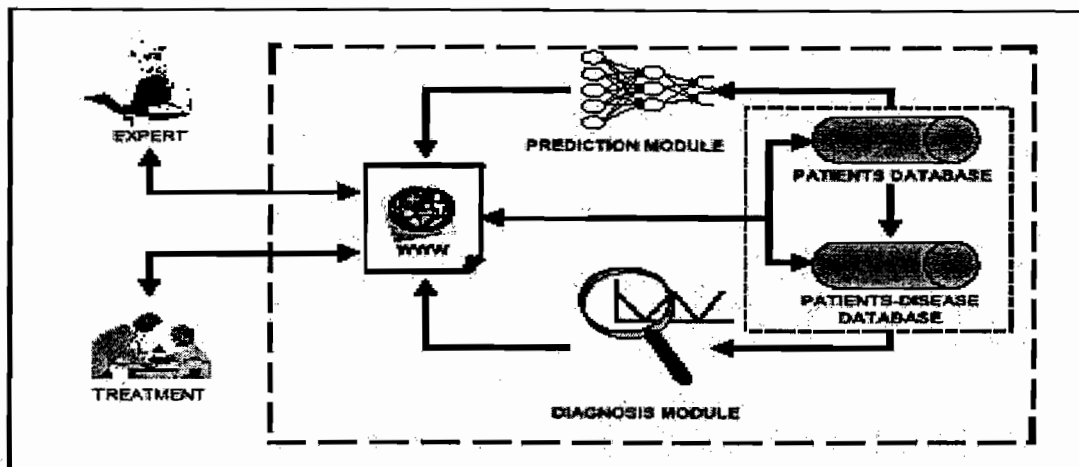 EXPERT
PREDICTION MODULE
PATIENTS DATABASE
WWW
PATIENTS-DISEASE
DATABASE
TREATMENT
DIAGNOSIS MODULE